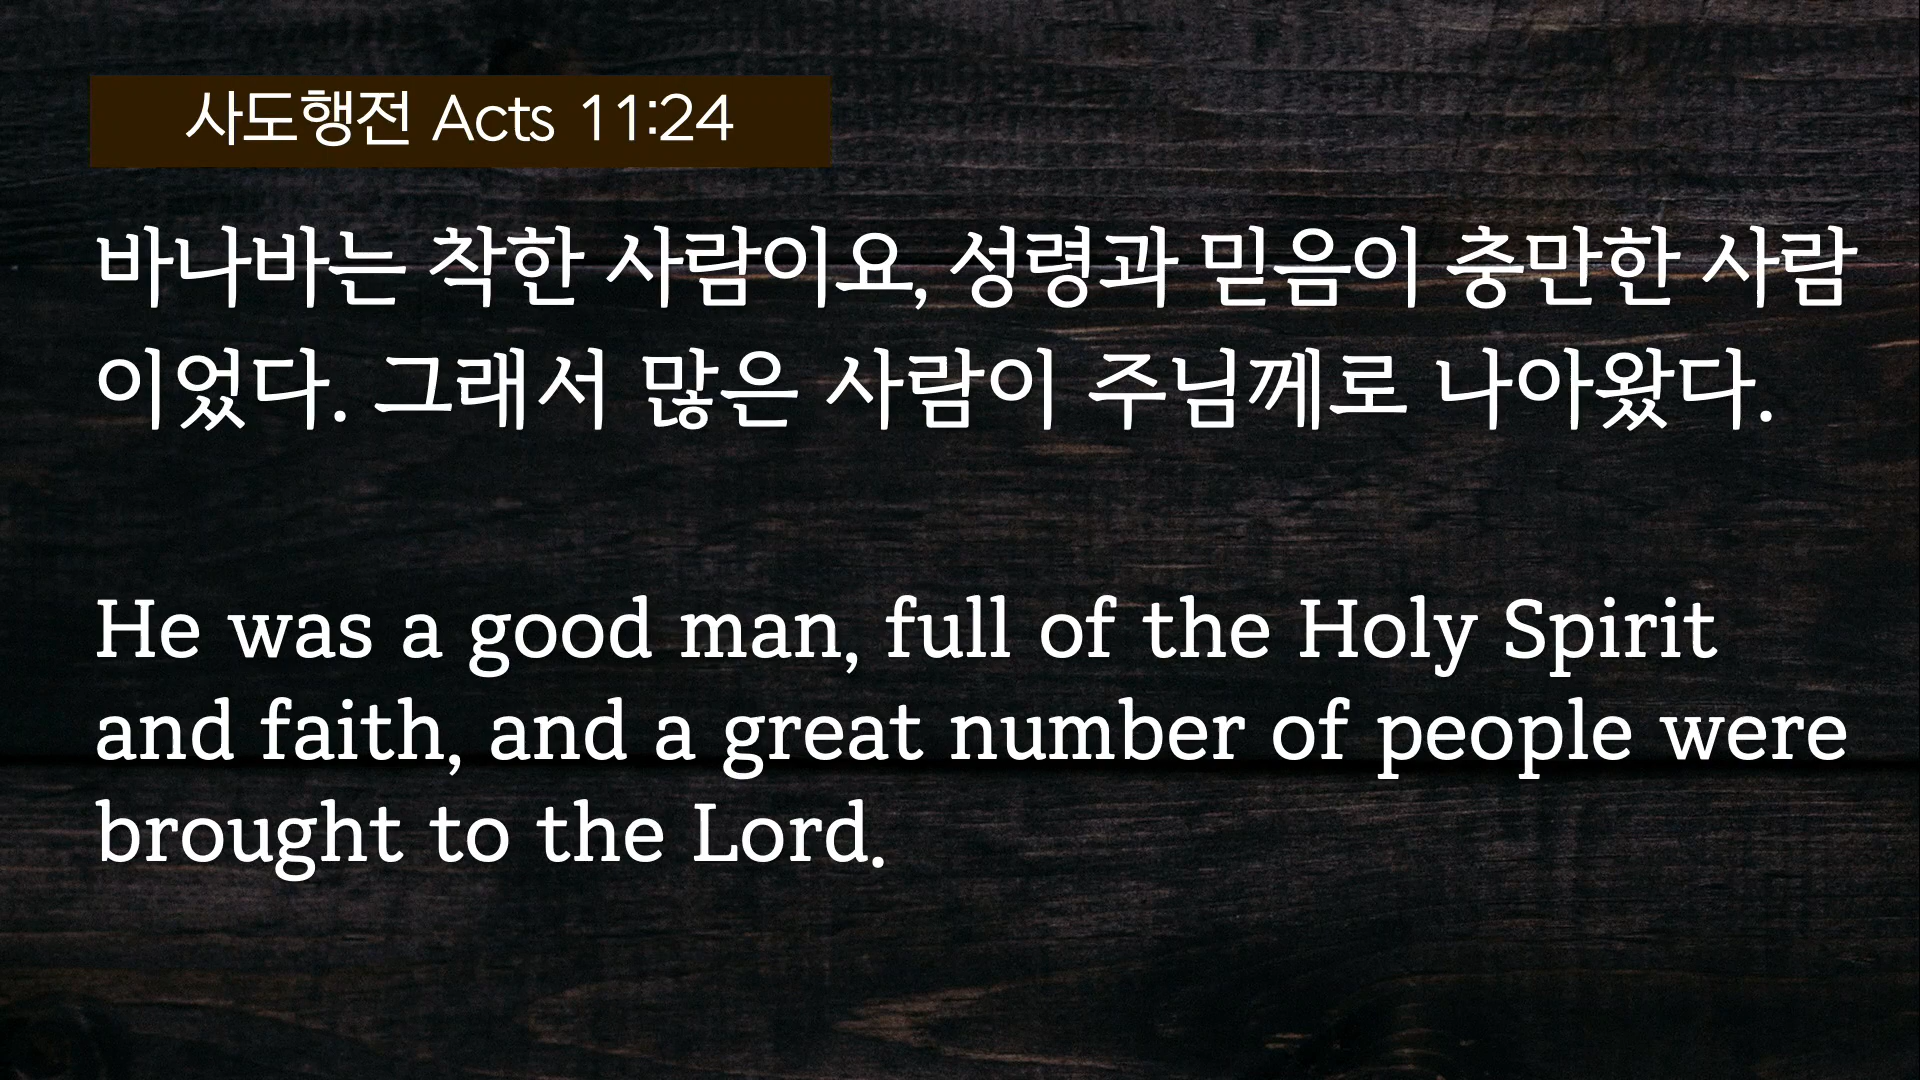 사도행전 Acts 11:24
바나바는 착한 사람이요, 성령과 믿음이 충만한 사람
이었다. 그래서 많은 사람이 주님께로 나아왔다.
He was a good man, full of the Holy Spirit
and faith, and a great number of people were
brought to the Lord.